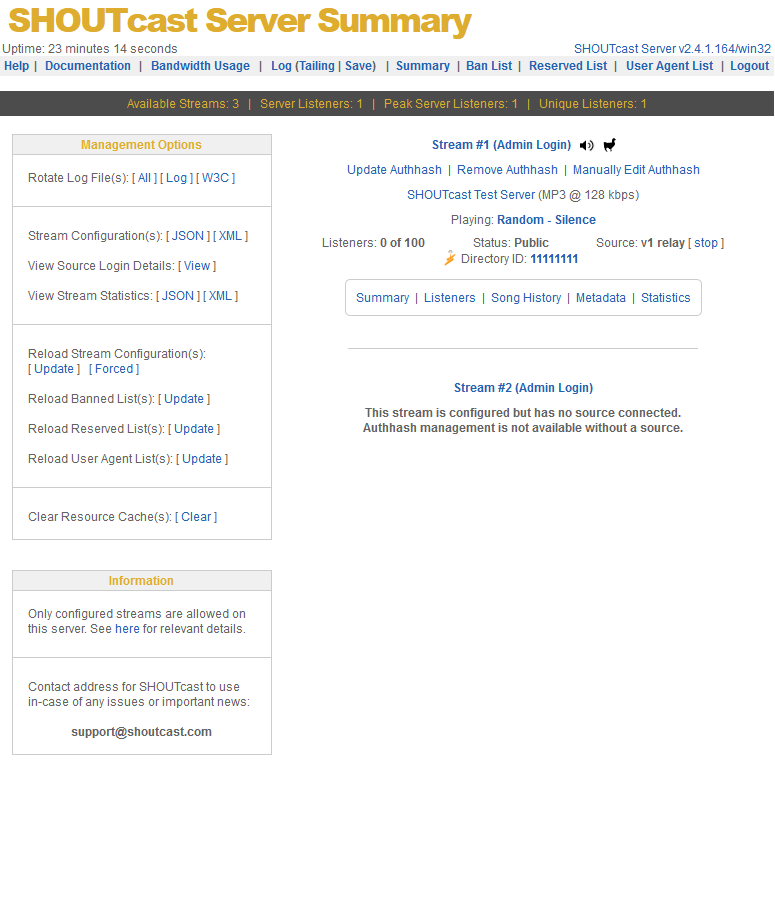 SHOUTcast Server Summary
Uptime: 23 minutes 14 seconds
SHOUTcast Server v2.4.1.164/win32
Help | Documentation | Bandwidth Usage | Log (Tailing | Save) | Summary | Ban List | Reserved List | User Agent List | Logout
Available Streams: 3 | Server Listeners: 1 | Peak Server Listeners: 1 | Unique Listeners: 1
Management Options
Rotate Log File(s): [ All ] [ Log ] [ W3C ]
Stream Configuration(s): [ JSON ] [ XML ]
View Source Login Details: [ View ]
View Stream Statistics: [ JSON ] [ XML ]
Reload Stream Configuration(s):
[ Update ] [ Forced ]
Reload Banned List(s): [ Update ]
Reload Reserved List(s): [ Update ]
Reload User Agent List(s): [ Update ]
Clear Resource Cache(s): [ Clear ]
Information
Only configured streams are allowed on
this server. See here for relevant details.
Contact address for SHOUTcast to use
in-case of any issues or important news:
support@shoutcast.com
Stream #1 (Admin Login)
Update Authhash | Remove Authhash | Manually Edit Authhash
SHOUTcast Test Server (MP3 @ 128 kbps)
Playing: Random - Silence
Listeners: 0 of 100 Status: Public Source: v1 relay [ stop ]
Directory ID: 11111111
Summary | Listeners | Song History | Metadata | Statistics
Stream #2 (Admin Login)
This stream is configured but has no source connected.
Authhash management is not available without a source.